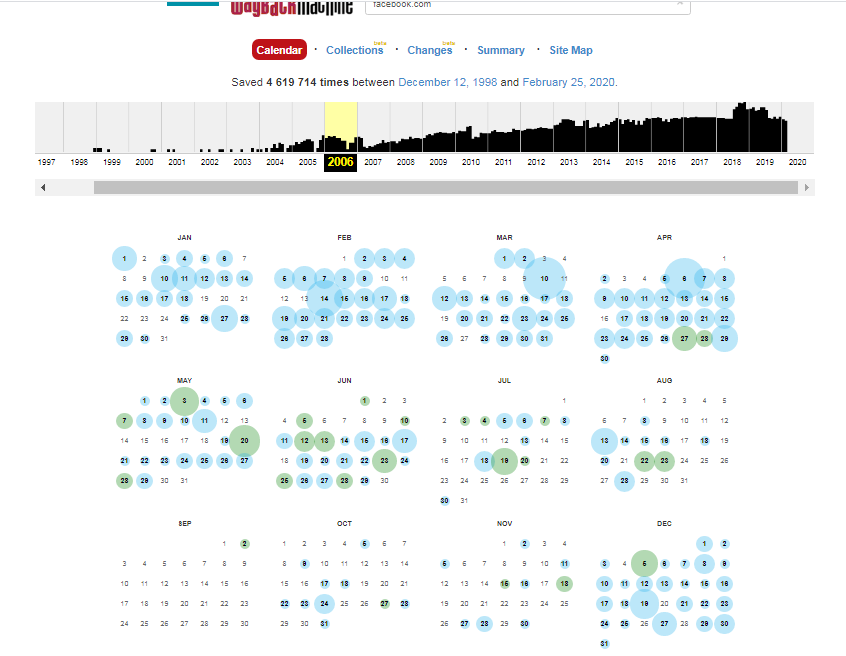 WayBackMachine facebook.com
Calendar · Collections beta · Changes beta · Summary · Site Map
Saved 4 619 714 times between December 12, 1998 and February 25, 2020.
1997 1998 1999 2000 2001 2002 2003 2004 2005 2006 2007 2008 2009 2010 2011 2012 2013 2014 2015 2016 2017 2018 2019 2020
JAN FEB MAR APR
1 2 3 4 5 6 7 1 2 3 4 1 2 3 4 1
8 9 10 11 12 13 14 5 6 7 8 9 10 11 5 6 7 8 9 10 11 2 3 4 5 6 7 8
15 16 17 18 19 20 21 12 13 14 15 16 17 18 12 13 14 15 16 17 18 9 10 11 12 13 14 15
22 23 24 25 26 27 28 19 20 21 22 23 24 25 19 20 21 22 23 24 25 16 17 18 19 20 21 22
29 30 31 26 27 28 26 27 28 29 30 31 23 24 25 26 27 28 29
30
MAY JUN JUL AUG
1 2 3 4 5 6 1 2 3 1 1 2 3 4 5
7 8 9 10 11 12 13 4 5 6 7 8 9 10 2 3 4 5 6 7 8 6 7 8 9 10 11 12
14 15 16 17 18 19 20 11 12 13 14 15 16 17 9 10 11 12 13 14 15 13 14 15 16 17 18 19
21 22 23 24 25 26 27 18 19 20 21 22 23 24 16 17 18 19 20 21 22 20 21 22 23 24 25 26
28 29 30 31 25 26 27 28 29 30 23 24 25 26 27 28 29 27 28 29 30 31
30 31
SEP OCT NOV DEC
1 2 1 2 3 4 5 6 7 1 2 3 4 1 2
3 4 5 6 7 8 9 8 9 10 11 12 13 14 5 6 7 8 9 10 11 3 4 5 6 7 8 9
10 11 12 13 14 15 16 15 16 17 18 19 20 21 12 13 14 15 16 17 18 10 11 12 13 14 15 16
17 18 19 20 21 22 23 22 23 24 25 26 27 28 19 20 21 22 23 24 25 17 18 19 20 21 22 23
24 25 26 27 28 29 30 29 30 31 26 27 28 29 30 24 25 26 27 28 29 30
31